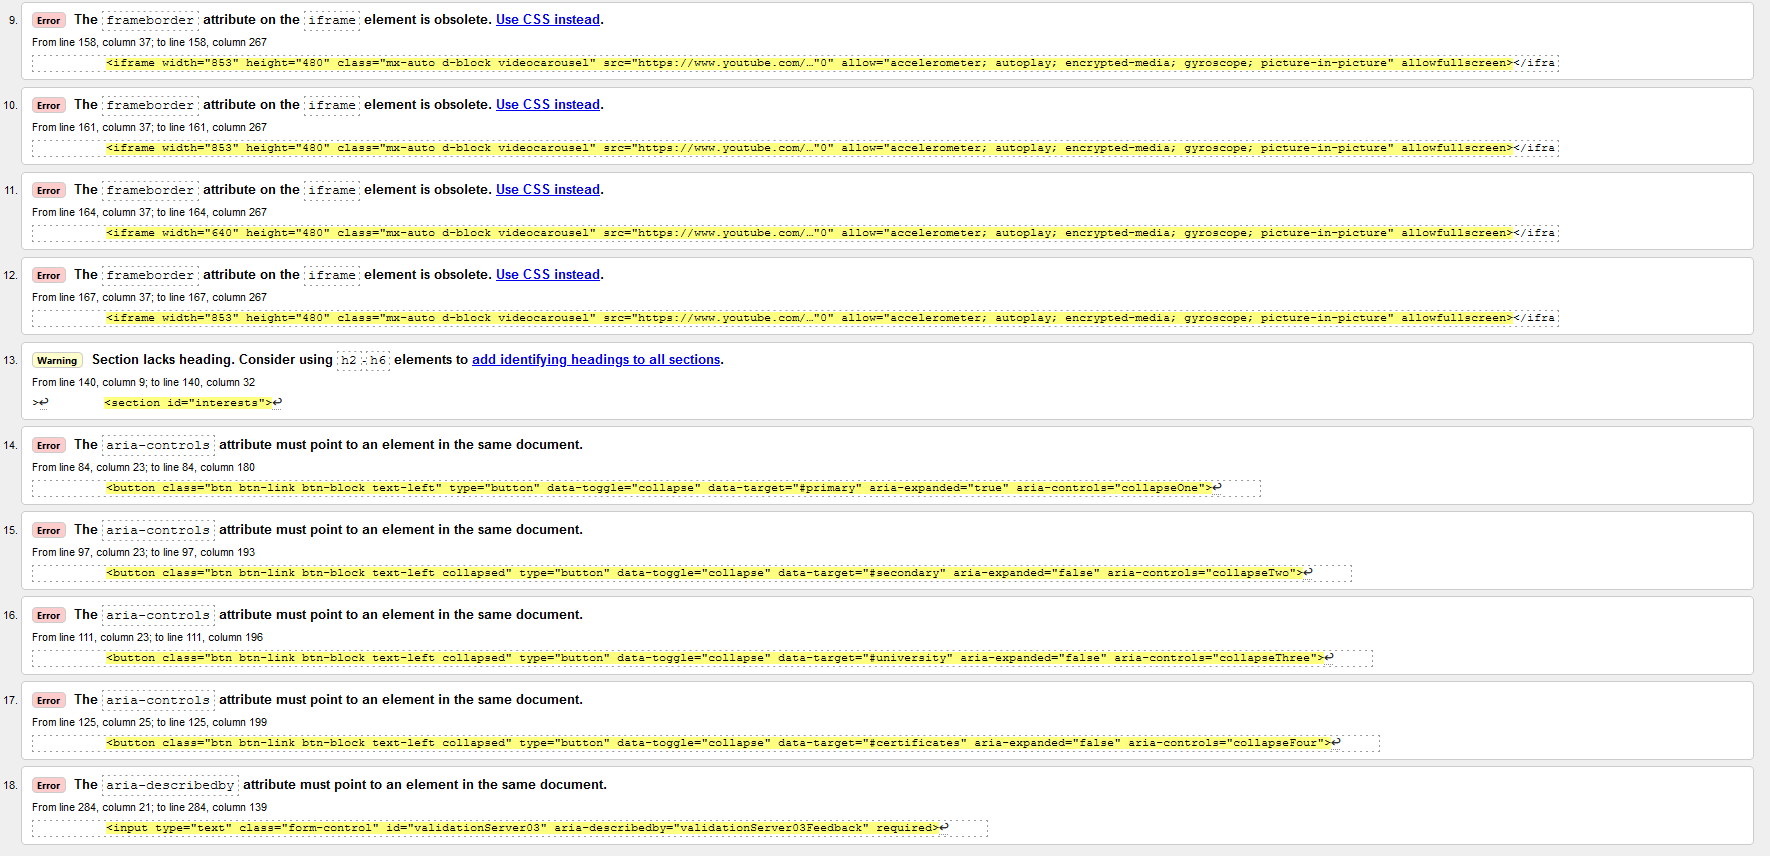 9. Error The frameborder attribute on the iframe element is obsolete. Use CSS instead.
From line 158, column 37; to line 158, column 267
<iframe width="853" height="480" class="mx-auto d-block videocarousel" src="https://www.youtube.com/…"0" allow="accelerometer; autoplay; encrypted-media; gyroscope; picture-in-picture" allowfullscreen></ifra
10. Error The frameborder attribute on the iframe element is obsolete. Use CSS instead.
From line 161, column 37; to line 161, column 267
<iframe width="853" height="480" class="mx-auto d-block videocarousel" src="https://www.youtube.com/…"0" allow="accelerometer; autoplay; encrypted-media; gyroscope; picture-in-picture" allowfullscreen></ifra
11. Error The frameborder attribute on the iframe element is obsolete. Use CSS instead.
From line 164, column 37; to line 164, column 267
<iframe width="640" height="480" class="mx-auto d-block videocarousel" src="https://www.youtube.com/…"0" allow="accelerometer; autoplay; encrypted-media; gyroscope; picture-in-picture" allowfullscreen></ifra
12. Error The frameborder attribute on the iframe element is obsolete. Use CSS instead.
From line 167, column 37; to line 167, column 267
<iframe width="853" height="480" class="mx-auto d-block videocarousel" src="https://www.youtube.com/…"0" allow="accelerometer; autoplay; encrypted-media; gyroscope; picture-in-picture" allowfullscreen></ifra
13. Warning Section lacks heading. Consider using h2-h6 elements to add identifying headings to all sections.
From line 140, column 9; to line 140, column 32
>↩ <section id="interests">↩
14. Error The aria-controls attribute must point to an element in the same document.
From line 84, column 23; to line 84, column 180
<button class="btn btn-link btn-block text-left" type="button" data-toggle="collapse" data-target="#primary" aria-expanded="true" aria-controls="collapseOne">↩
15. Error The aria-controls attribute must point to an element in the same document.
From line 97, column 23; to line 97, column 193
<button class="btn btn-link btn-block text-left collapsed" type="button" data-toggle="collapse" data-target="#secondary" aria-expanded="false" aria-controls="collapseTwo">↩
16. Error The aria-controls attribute must point to an element in the same document.
From line 111, column 23; to line 111, column 196
<button class="btn btn-link btn-block text-left collapsed" type="button" data-toggle="collapse" data-target="#university" aria-expanded="false" aria-controls="collapseThree">↩
17. Error The aria-controls attribute must point to an element in the same document.
From line 125, column 25; to line 125, column 199
<button class="btn btn-link btn-block text-left collapsed" type="button" data-toggle="collapse" data-target="#certificates" aria-expanded="false" aria-controls="collapseFour">↩
18. Error The aria-describedby attribute must point to an element in the same document.
From line 284, column 21; to line 284, column 139
<input type="text" class="form-control" id="validationServer03" aria-describedby="validationServer03Feedback" required>↩